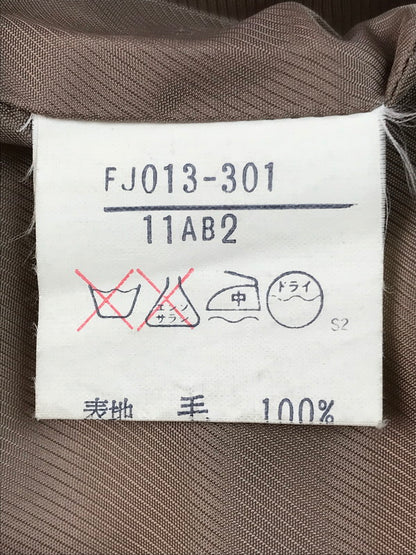 FJ013-301
11AB2
エンソ
サラシ
中
ドライ
S2
表地 毛 100%